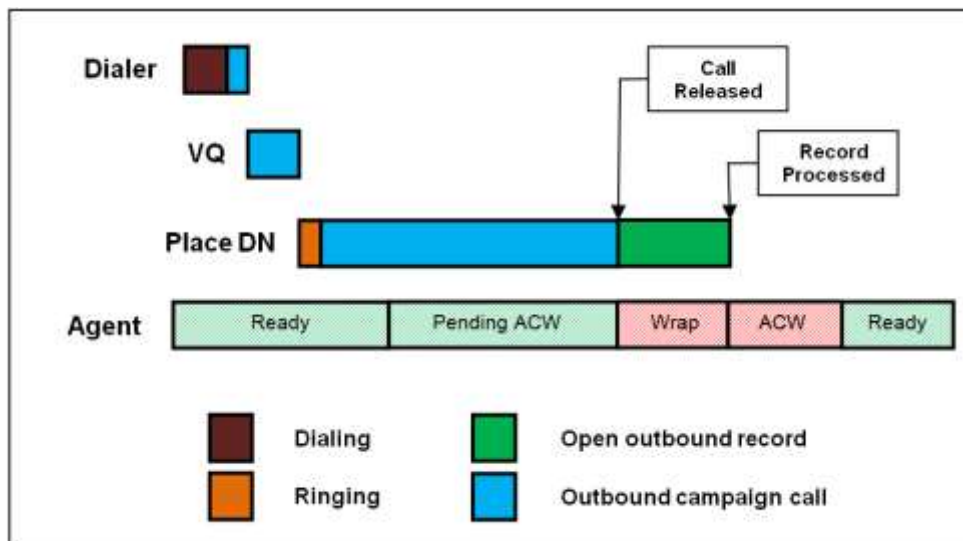 Dialer
Call
Released
VQ
Record
Processed
Place DN
Agent
Ready
Pending ACW
Wrap
ACW
Ready
Dialing
Open outbound record
Ringing
Outbound campaign call